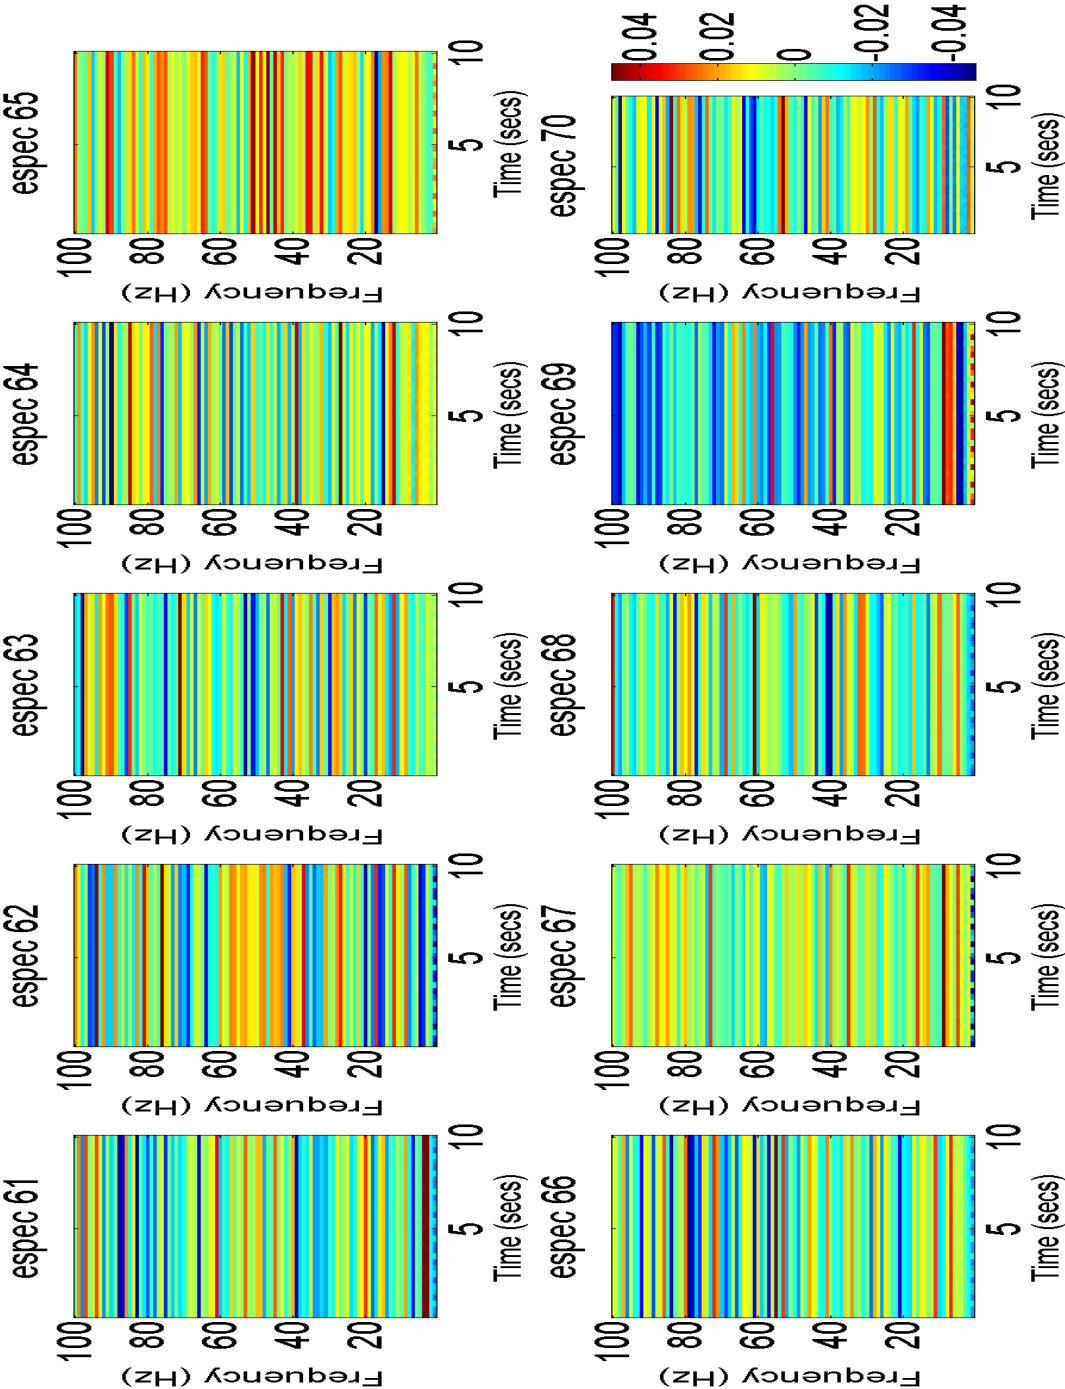 espec 61
Frequency (Hz)
100
80
60
40
20
5 10
Time (secs)
espec 62
Frequency (Hz)
100
80
60
40
20
5 10
Time (secs)
espec 63
Frequency (Hz)
100
80
60
40
20
5 10
Time (secs)
espec 64
Frequency (Hz)
100
80
60
40
20
5 10
Time (secs)
espec 65
Frequency (Hz)
100
80
60
40
20
5 10
Time (secs)
espec 66
Frequency (Hz)
100
80
60
40
20
5 10
Time (secs)
espec 67
Frequency (Hz)
100
80
60
40
20
5 10
Time (secs)
espec 68
Frequency (Hz)
100
80
60
40
20
5 10
Time (secs)
espec 69
Frequency (Hz)
100
80
60
40
20
5 10
Time (secs)
espec 70
Frequency (Hz)
100
80
60
40
20
5 10
Time (secs)
0.04
0.02
-0
-0.02
-0.04